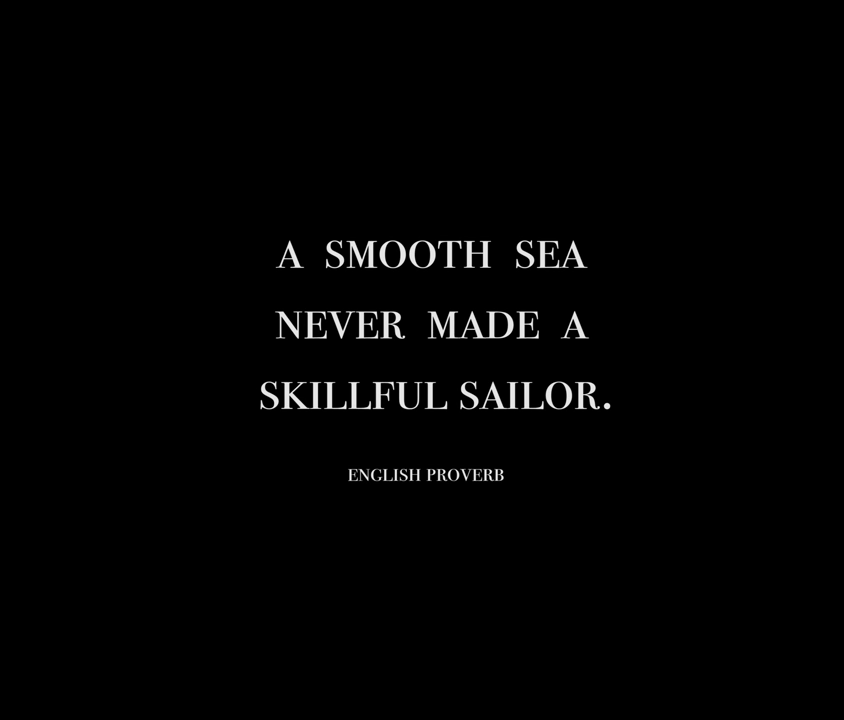 A SMOOTH SEA
NEVER MADE A
SKILLFUL SAILOR.
ENGLISH PROVERB